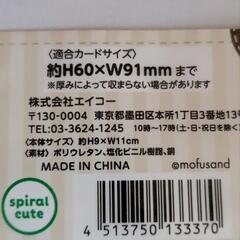 〈適合カードサイズ〉
約H60×W91mmまで
※厚みによって収まらない場合があります
株式会社エイコー
〒130-0004 東京都墨田区本所1丁目3番地
TEL:03-3624-1245 10時〜17時(土・日・祝日を除く
〈本体サイズ〉約H9×W11cm
〈素材〉ポリウレタン、塩化ビニル樹脂、銅
MADE IN CHINA ©mofusand
spiral
cute
4 513750 133370